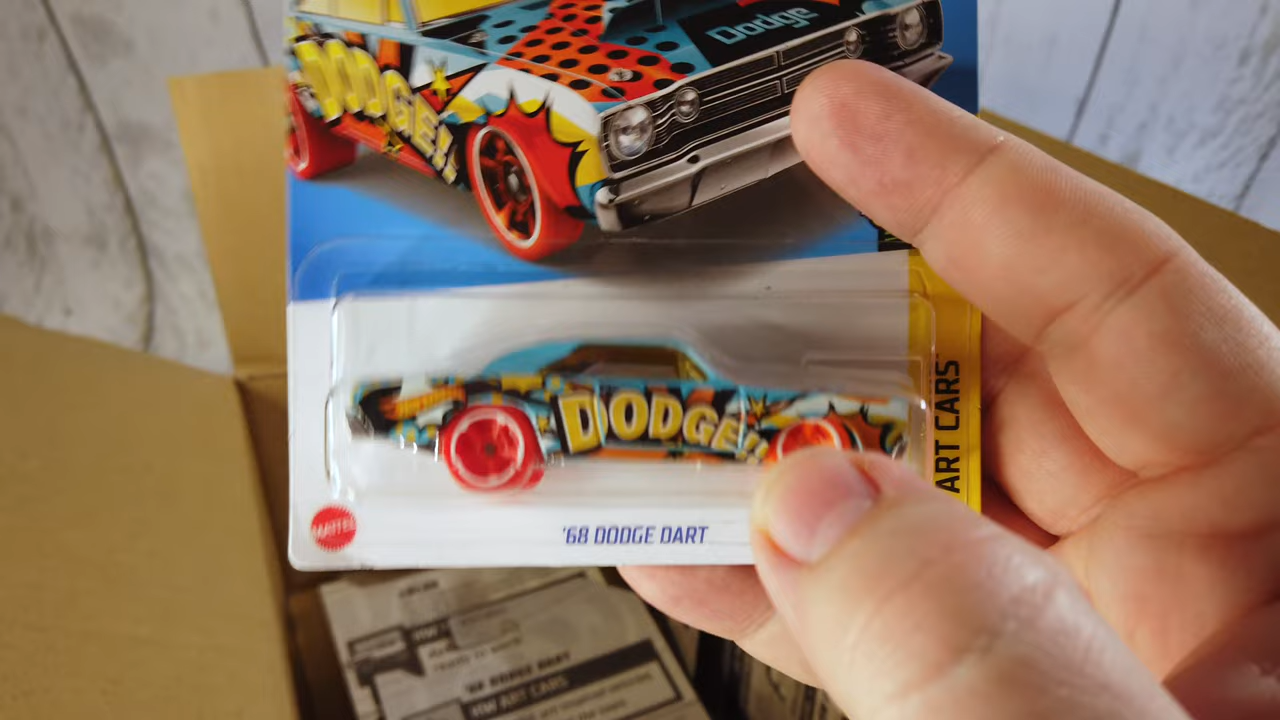 Dodge
DODGE!!
DODGE!!
ART CARS
MATTEL
'68 DODGE DART
'68 DODGE DART
HW ART CARS